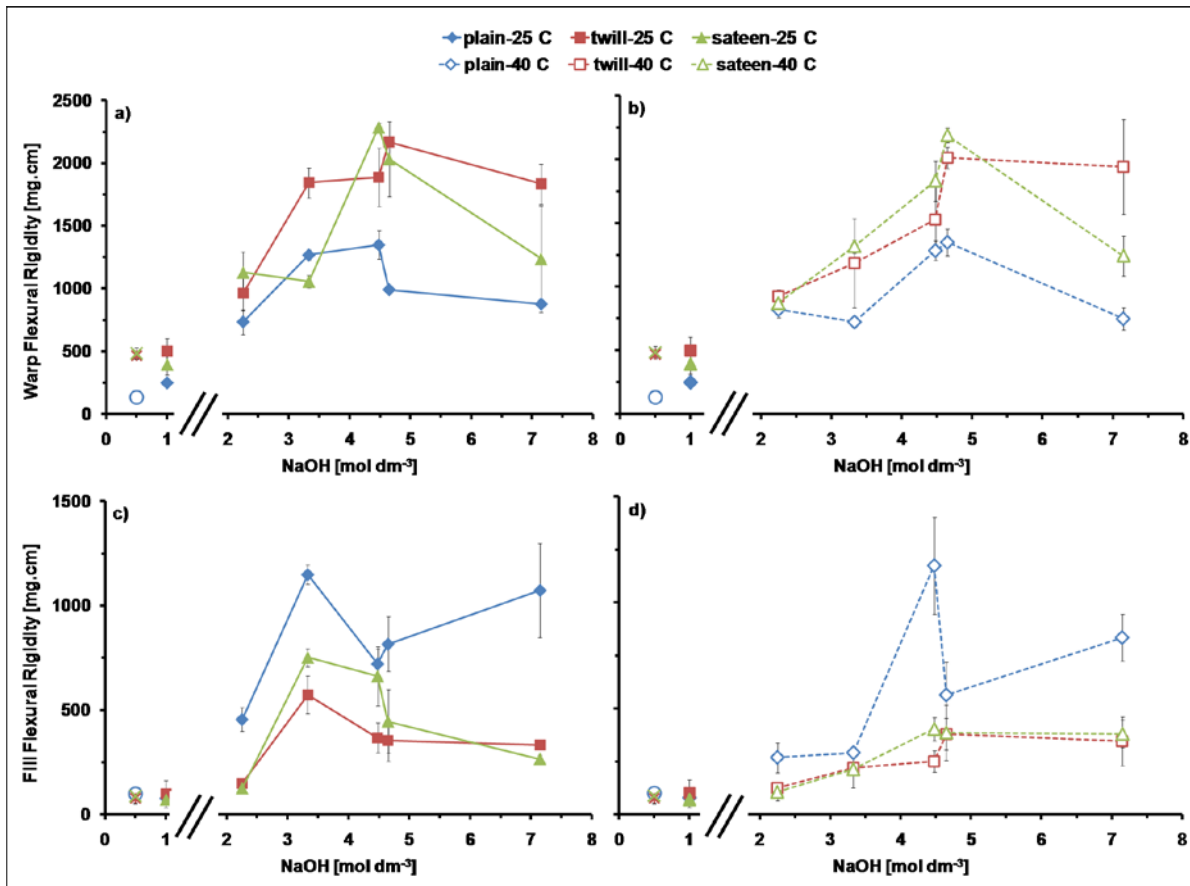 plain-25 C twill-25 C sateen-25 C
plain-40 C twill-40 C sateen-40 C
a)
b)
Warp Flexural Rigidity [mg.cm]
2500
2000
1500
1000
500
0
0 1 2 3 4 5 6 7 8
0 1 2 3 4 5 6 7 8
NaOH [mol dm-3]
NaOH [mol dm-3]
c)
d)
Fill Flexural Rigidity [mg.cm]
1500
1000
500
0
0 1 2 3 4 5 6 7 8
0 1 2 3 4 5 6 7 8
NaOH [mol dm-3]
NaOH [mol dm-3]